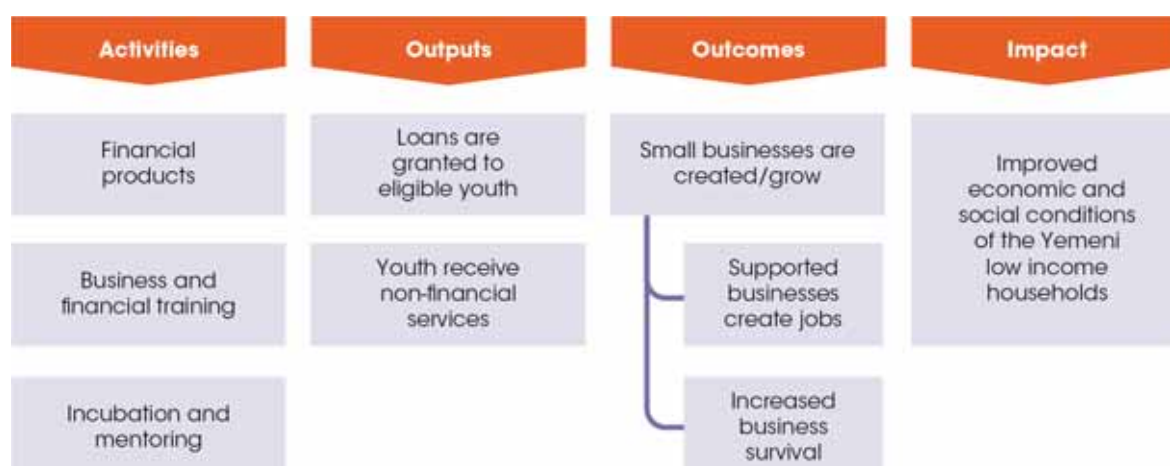 Activities
Outputs
Outcomes
Impact
Financial
products
Loans are
granted to
eligible youth
Small businesses are
created/grow
Improved
economic and
social conditions
of the Yemeni
low income
households
Business and
financial training
Youth receive
non-financial
services
Supported
businesses
create jobs
Incubation and
mentoring
Increased
business
survival